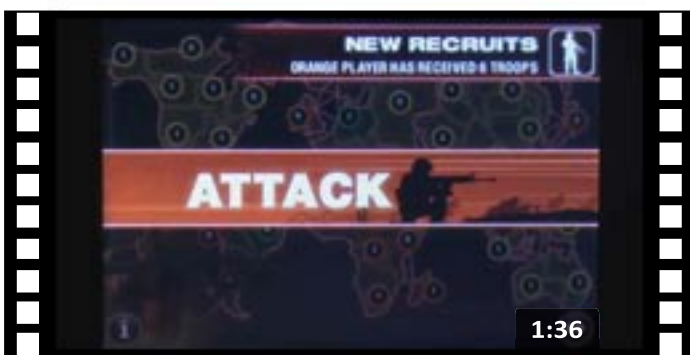 NEW RECRUITS
ORANGE PLAYER HAS RECEIVED 6 TROOPS
ATTACK
i
1:36